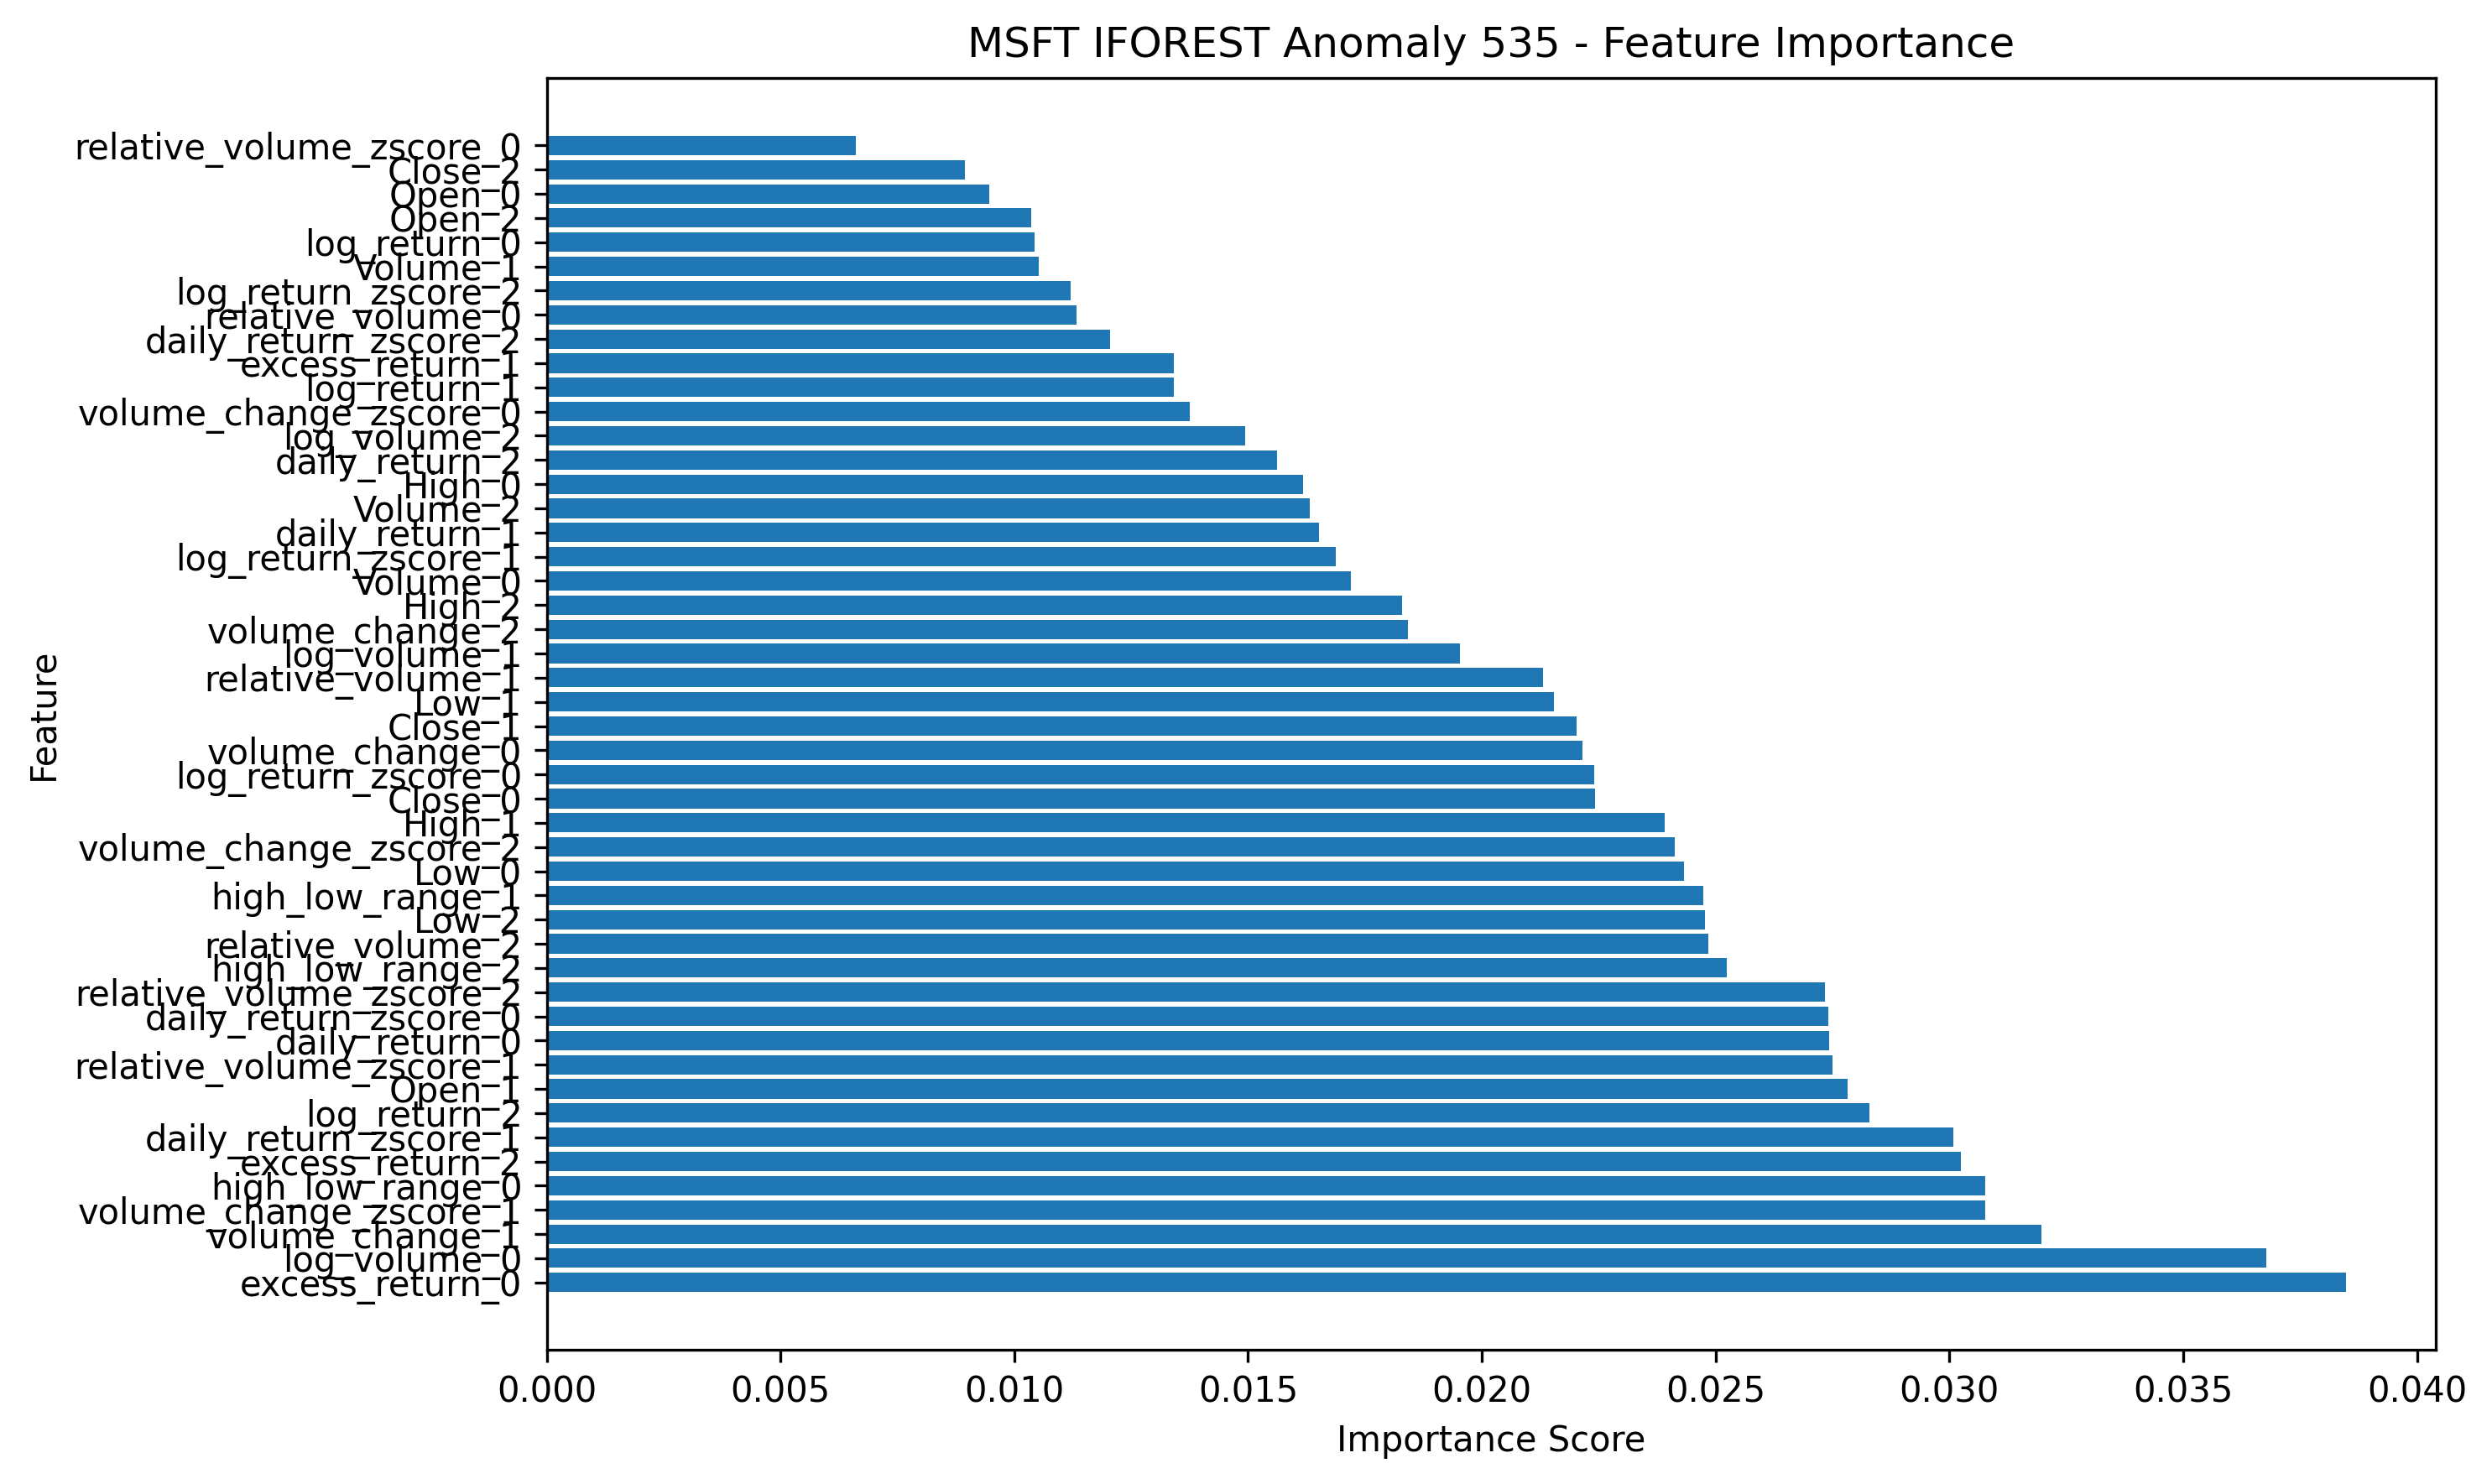 MSFT IFOREST Anomaly 535 - Feature Importance
relative_volume_zscore_0
Close_2
Open_0
Open_2
log_return_0
Volume_1
log_return_zscore_2
relative_volume_0
daily_return_zscore_2
excess_return_1
log_return_1
volume_change_zscore_0
log_volume_2
daily_return_2
High_0
Volume_2
daily_return_1
log_return_zscore_1
Volume_0
High_2
volume_change_2
log_volume_1
relative_volume_1
Low_1
Close_1
volume_change_0
log_return_zscore_0
Close_0
High_1
volume_change_zscore_2
Low_0
high_low_range_1
Low_2
relative_volume_2
high_low_range_2
relative_volume_zscore_2
daily_return_zscore_0
daily_return_0
relative_volume_zscore_1
Open_1
log_return_2
daily_return_zscore_1
excess_return_2
high_low_range_0
volume_change_zscore_1
volume_change_1
log_volume_0
excess_return_0
Feature
0.000 0.005 0.010 0.015 0.020 0.025 0.030 0.035 0.040
Importance Score